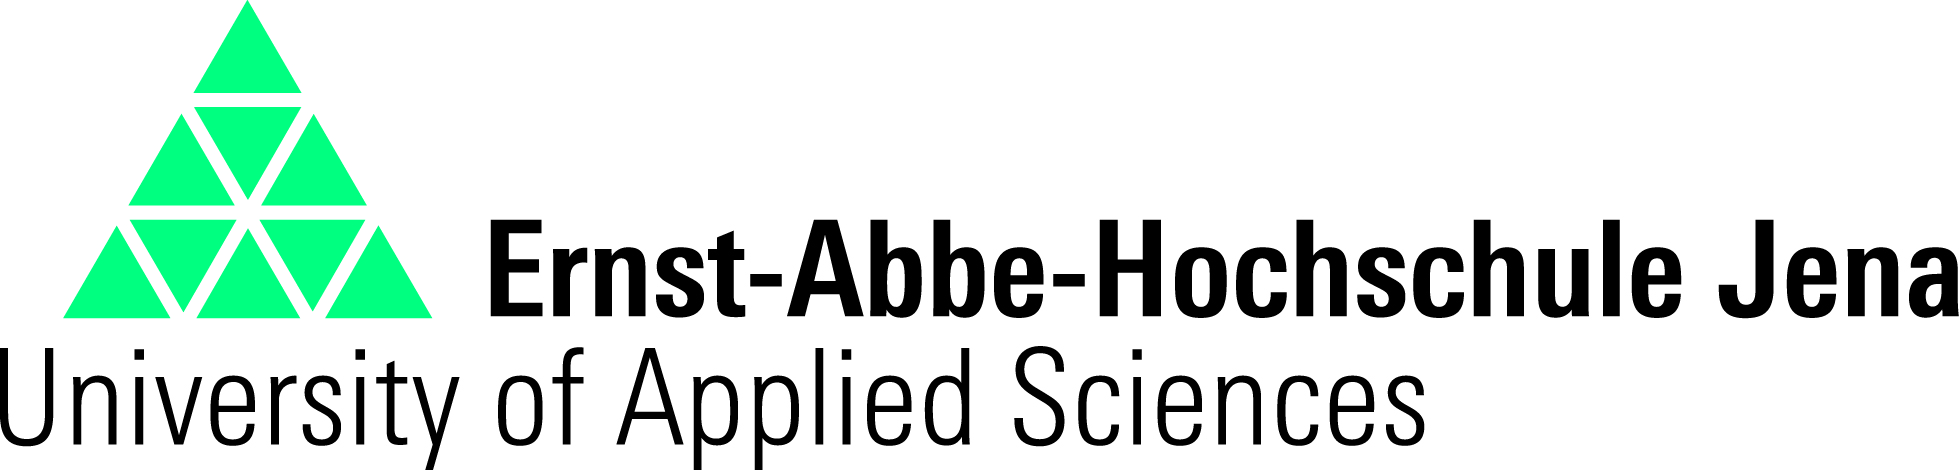 Ernst-Abbe-Hochschule Jena
University of Applied Sciences